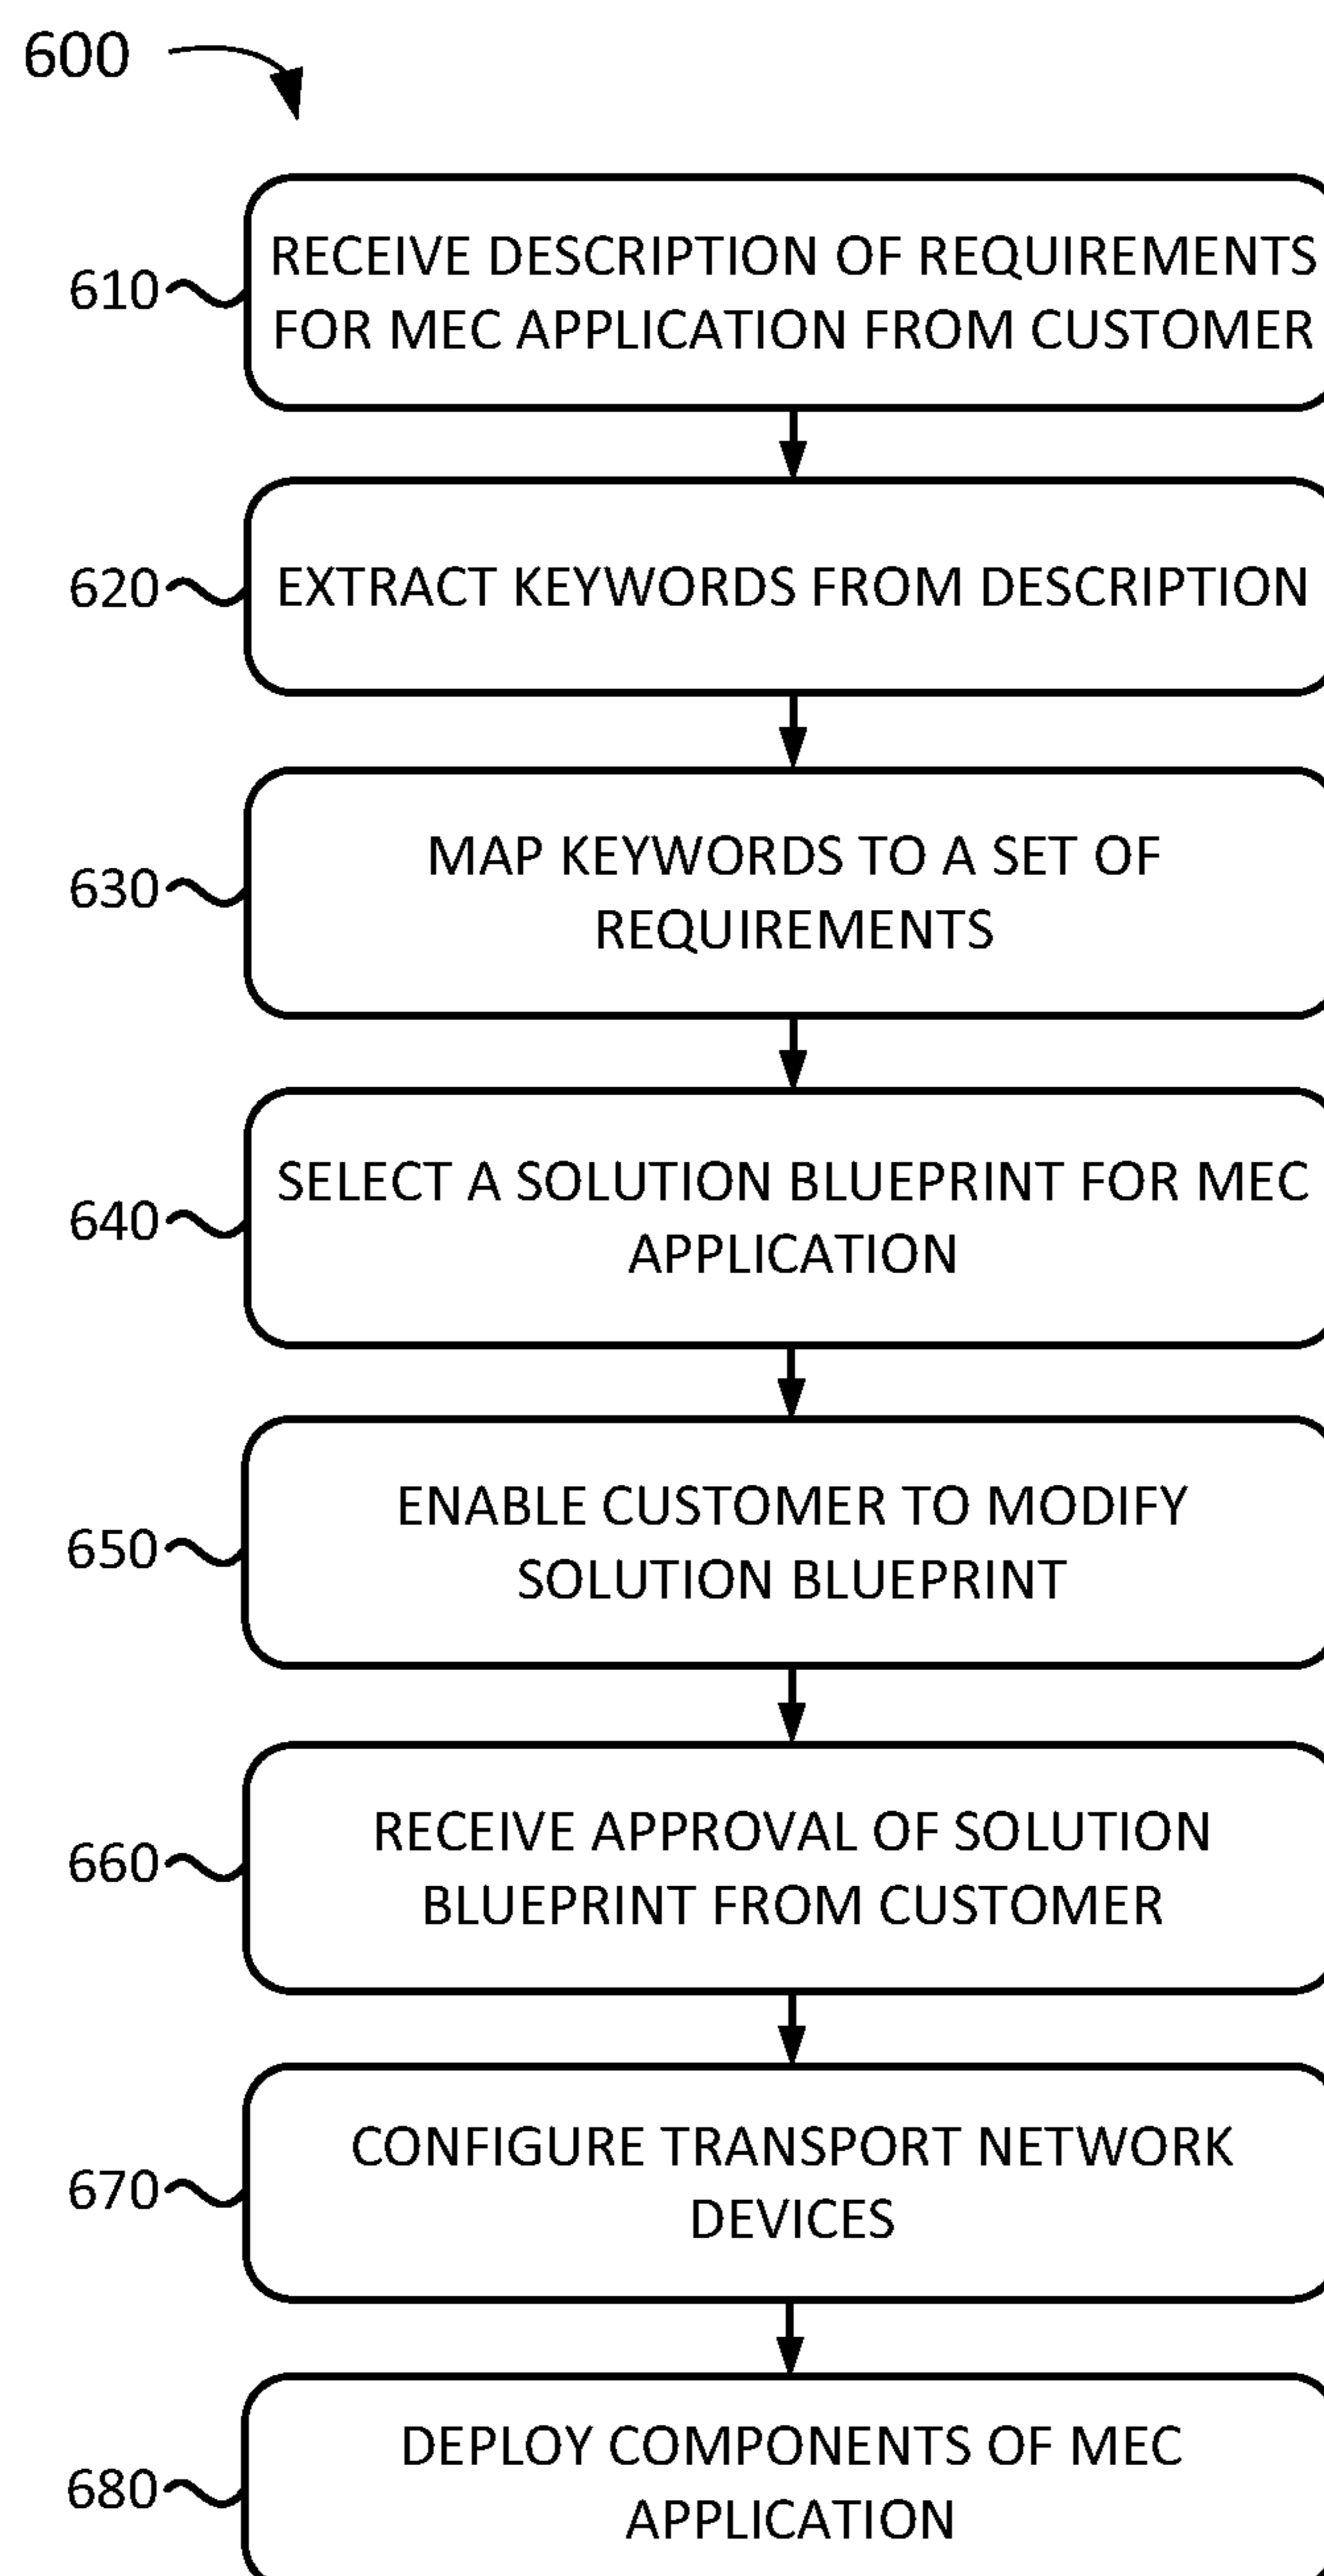 600
610
RECEIVE DESCRIPTION OF REQUIREMENTS
FOR MEC APPLICATION FROM CUSTOMER
620
EXTRACT KEYWORDS FROM DESCRIPTION
630
MAP KEYWORDS TO A SET OF
REQUIREMENTS
640
SELECT A SOLUTION BLUEPRINT FOR MEC
APPLICATION
650
ENABLE CUSTOMER TO MODIFY
SOLUTION BLUEPRINT
660
RECEIVE APPROVAL OF SOLUTION
BLUEPRINT FROM CUSTOMER
670
CONFIGURE TRANSPORT NETWORK
DEVICES
680
DEPLOY COMPONENTS OF MEC
APPLICATION